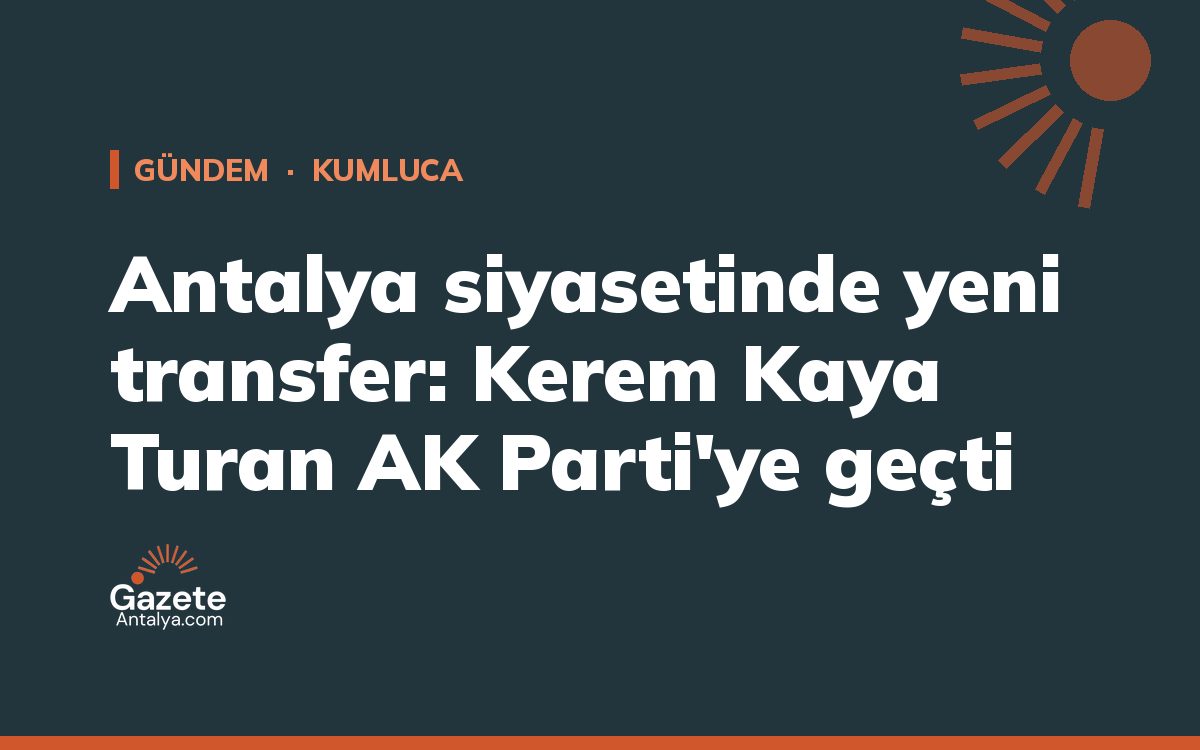 GÜNDEM · KUMLUCA
Antalya siyasetinde yeni
transfer: Kerem Kaya
Turan AK Parti'ye geçti
Gazete
Antalya.com